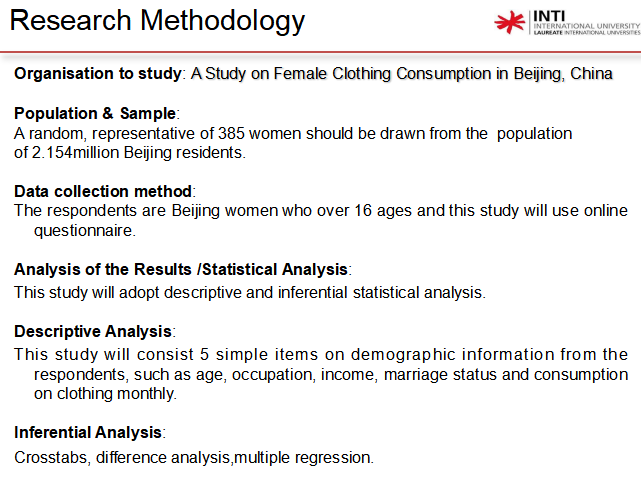 Research Methodology
INTI
INTERNATIONAL UNIVERSITY
LAUREATE INTERNATIONAL UNIVERSITIES
Organisation to study: A Study on Female Clothing Consumption in Beijing, China
Population & Sample:
A random, representative of 385 women should be drawn from the population
of 2.154million Beijing residents.
Data collection method:
The respondents are Beijing women who over 16 ages and this study will use online
questionnaire.
Analysis of the Results /Statistical Analysis:
This study will adopt descriptive and inferential statistical analysis.
Descriptive Analysis:
This study will consist 5 simple items on demographic information from the
respondents, such as age, occupation, income, marriage status and consumption
on clothing monthly.
Inferential Analysis:
Crosstabs, difference analysis,multiple regression.